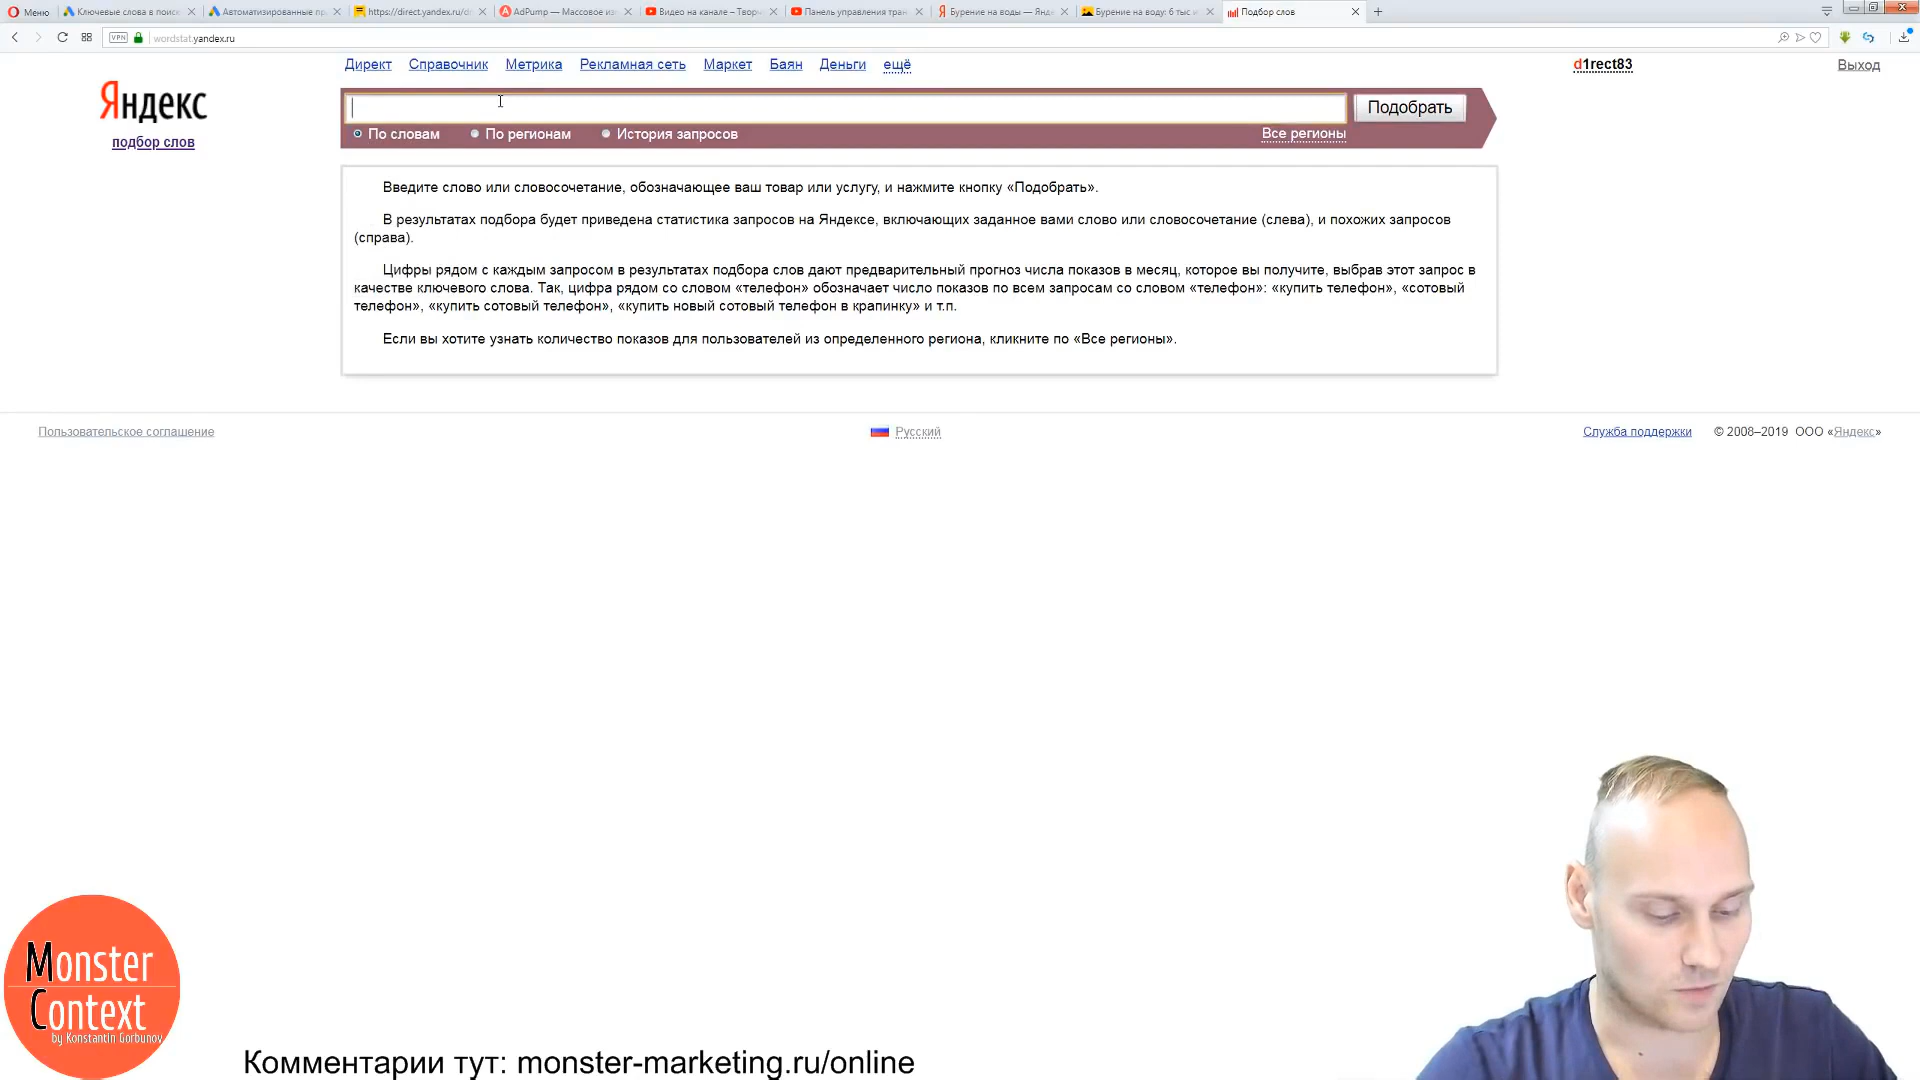 Меню
Ключевые слова в поиске
Автоматизированные пр
https://direct.yandex.ru/d
AdPump — Массовое из
Видео на канале – Творч
Панель управления тран
Бурение на воды — Янд
Бурение на воду: 6 тыс и
Подбор слов
VPN
wordstat.yandex.ru
Директ Справочник Метрика Рекламная сеть Маркет Баян Деньги ещё
d1rect83
Выход
Яндекс
подбор слов
Подобрать
По словам По регионам История запросов
Все регионы
Введите слово или словосочетание, обозначающее ваш товар или услугу, и нажмите кнопку «Подобрать».
В результатах подбора будет приведена статистика запросов на Яндексе, включающих заданное вами слово или словосочетание (слева), и похожих запросов
(справа).
Цифры рядом с каждым запросом в результатах подбора слов дают предварительный прогноз числа показов в месяц, которое вы получите, выбрав этот запрос в
качестве ключевого слова. Так, цифра рядом со словом «телефон» обозначает число показов по всем запросам со словом «телефон»: «купить телефон», «сотовый
телефон», «купить сотовый телефон», «купить новый сотовый телефон в крапинку» и т.п.
Если вы хотите узнать количество показов для пользователей из определенного региона, кликните по «Все регионы».
Пользовательское соглашение
Русский
Служба поддержки
© 2008–2019 ООО «Яндекс»
Monster
Context
by Konstantin Gorbunov
Комментарии тут: monster-marketing.ru/online